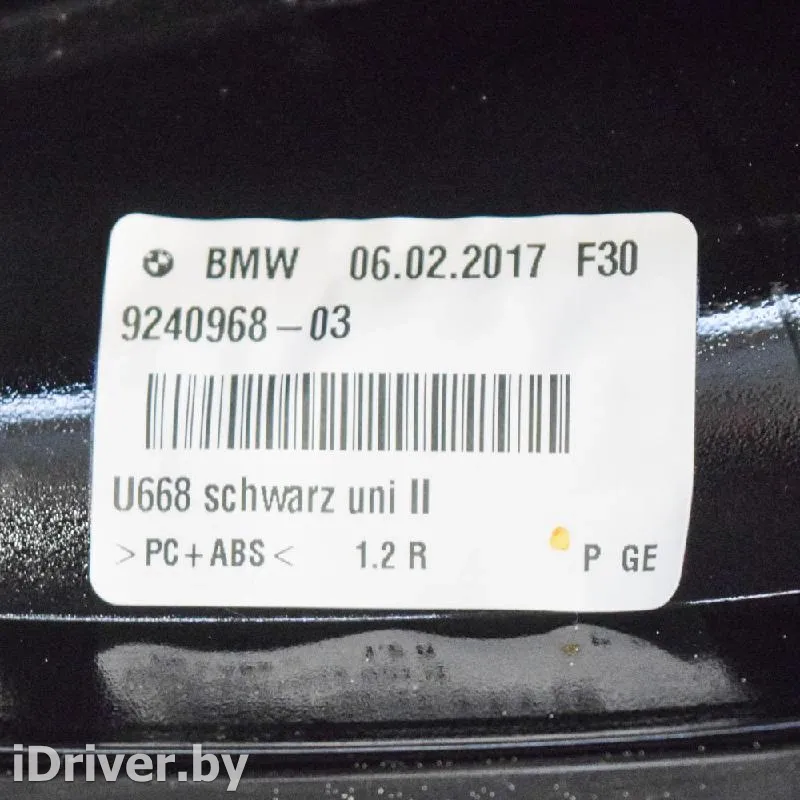 BMW 06.02.2017 F30
9240968-03
U668 schwarz uni II
>PC+ABS< 1.2 R P GE
iDriver.by